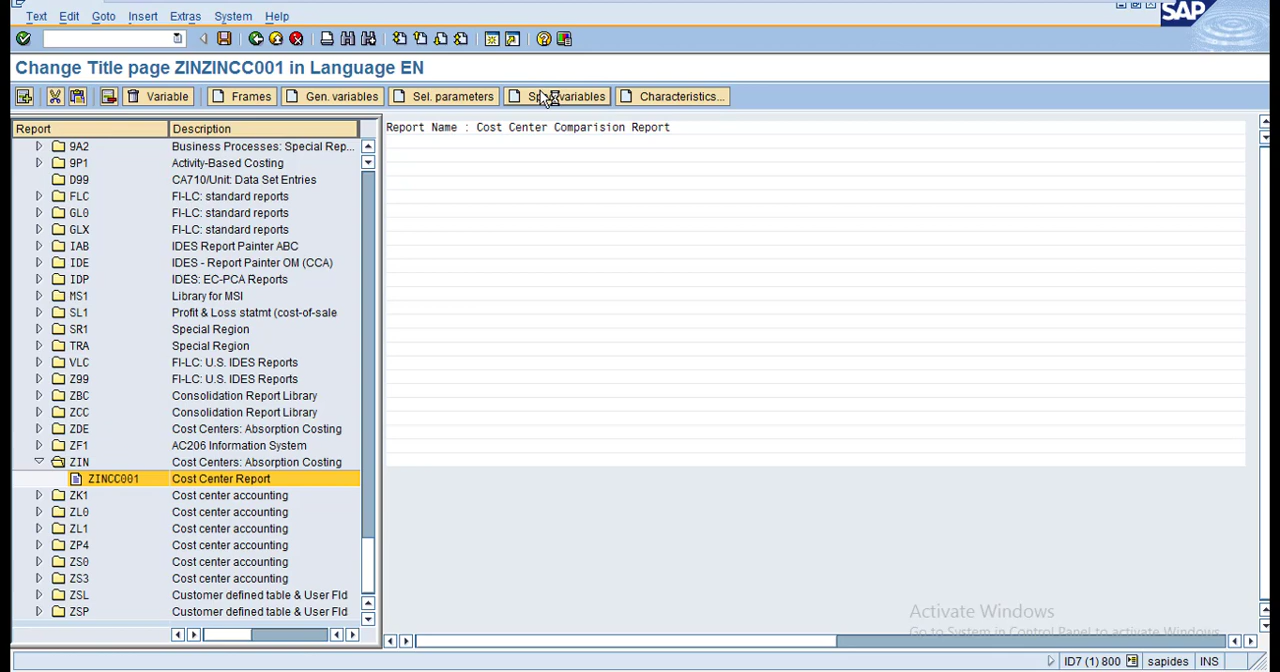 Text Edit Goto Insert Extras System Help
SAP
Change Title page ZINZINCC001 in Language EN
Variable Frames Gen. variables Sel. parameters variables Characteristics...
Report Description
9A2 Business Processes: Special Rep...
9P1 Activity-Based Costing
D99 CA710/Unit: Data Set Entries
FLC FI-LC: standard reports
GL0 FI-LC: standard reports
GLX FI-LC: standard reports
IAB IDES Report Painter ABC
IDE IDES - Report Painter OM (CCA)
IDP IDES: EC-PCA Reports
MS1 Library for MSI
SL1 Profit & Loss statmt (cost-of-sale
SR1 Special Region
TRA Special Region
VLC FI-LC: U.S. IDES Reports
Z99 FI-LC: U.S. IDES Reports
ZBC Consolidation Report Library
ZCC Consolidation Report Library
ZDE Cost Centers: Absorption Costing
ZF1 AC206 Information System
ZIN Cost Centers: Absorption Costing
ZINCC001 Cost Center Report
ZK1 Cost center accounting
ZL0 Cost center accounting
ZL1 Cost center accounting
ZP4 Cost center accounting
ZS0 Cost center accounting
ZS3 Cost center accounting
ZSL Customer defined table & User Fld
ZSP Customer defined table & User Fld
Report Name : Cost Center Comparision Report
Activate Windows
Go to System in Control Panel to activate Windows.
ID7 (1) 800 sapides INS